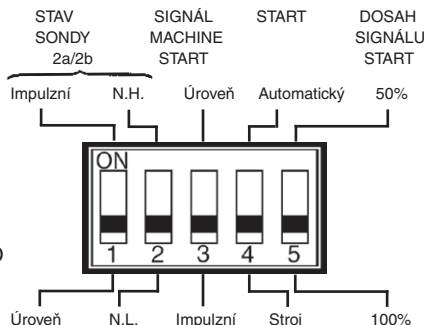 STAV SIGNÁL START DOSAH
SONDY MACHINE SIGNÁLU
2a/2b START START
Impulzní N.H. Úroveň Automatický 50%
ON
1 2 3 4 5
Úroveň N.L. Impulzní Stroj 100%